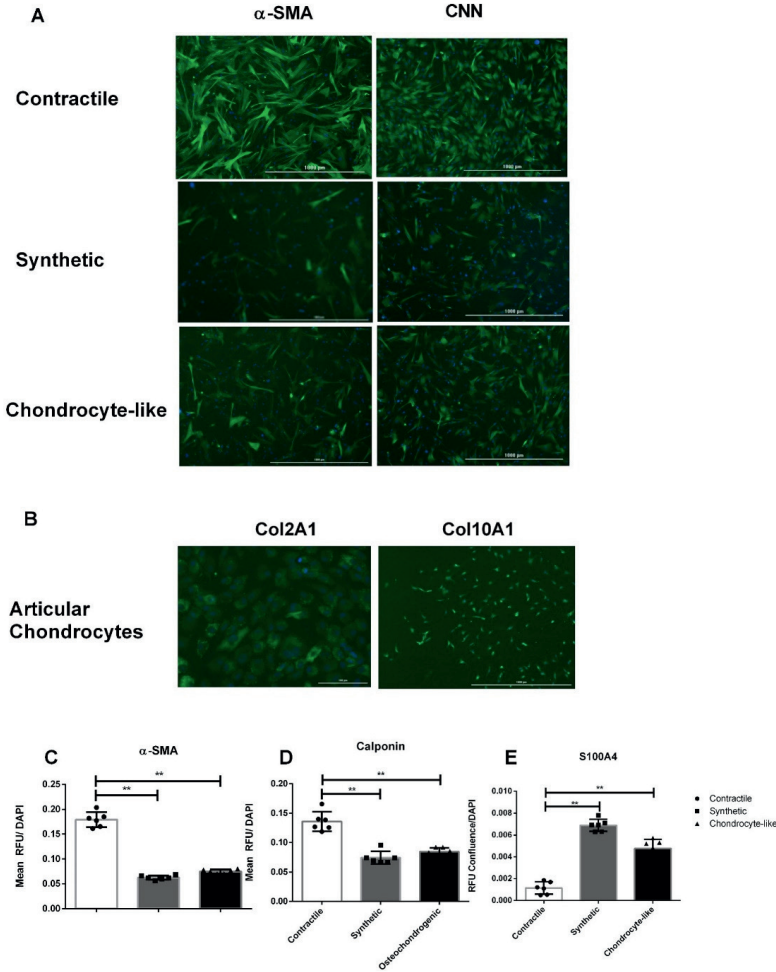 A
α-SMA
CNN
Contractile
1000 µm
1000 µm
Synthetic
1000 µm
Chondrocyte-like
1000 µm
B
Col2A1
Col10A1
Articular
Chondrocytes
C
α-SMA
**
**
Mean RFU/ DAPI
0.25
0.20
0.15
0.10
0.05
0.00
D
Calponin
**
**
Mean RFU/ DAPI
0.20
0.15
0.10
0.05
0.00
Contractile
Synthetic
Osteochondrogenic
E
S100A4
**
**
RFU Confluence/DAPI
0.010
0.008
0.006
0.004
0.002
0.000
Contractile
Synthetic
Chondrocyte-like
Contractile
Synthetic
Chondrocyte-like